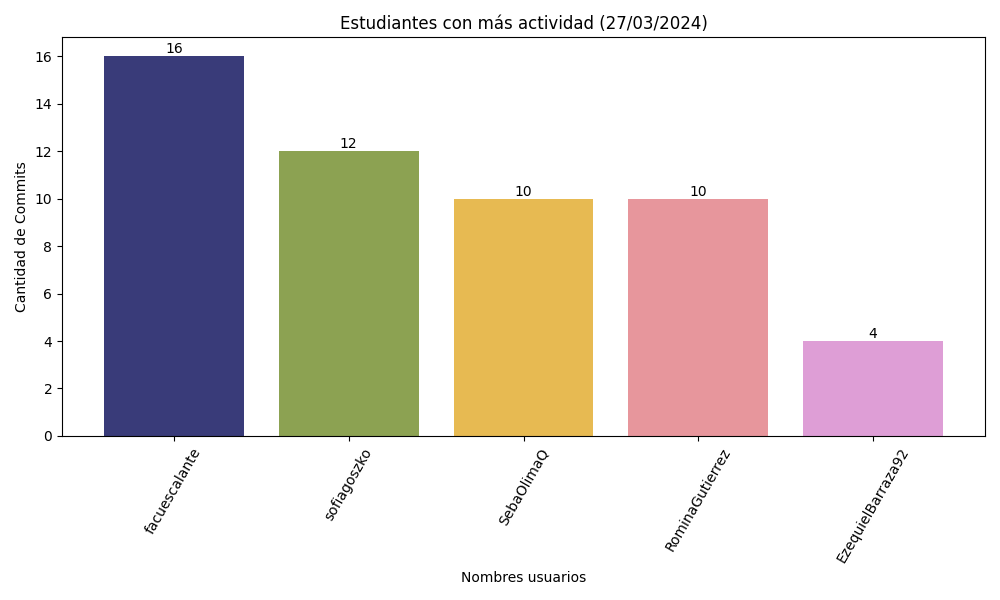 Estudiantes con más actividad (27/03/2024)
Cantidad de Commits
16
14
12
10
8
6
4
2
0
16
12
10
10
4
facuescalante
sofiagoszko
SebaOlimaQ
RominaGutierrez
EzequielBarraza92
Nombres usuarios